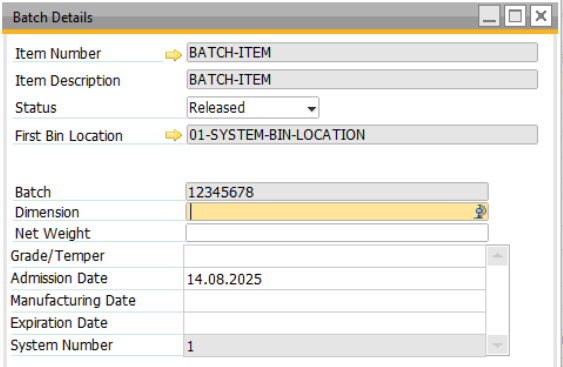 Batch Details
Item Number BATCH-ITEM
Item Description BATCH-ITEM
Status Released
First Bin Location 01-SYSTEM-BIN-LOCATION
Batch 12345678
Dimension
Net Weight
Grade/Temper
Admission Date 14.08.2025
Manufacturing Date
Expiration Date
System Number 1